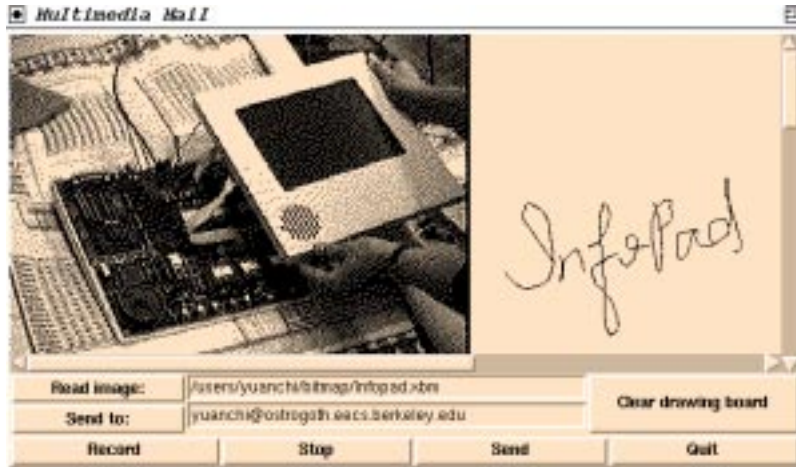 Multimedia Mail
InfoPad
Read image: /users/yuanchi/bitmap/Infopad.xbm
Send to: yuanchi@ostrogoth.eecs.berkeley.edu
Clear drawing board
Record Stop Send Quit